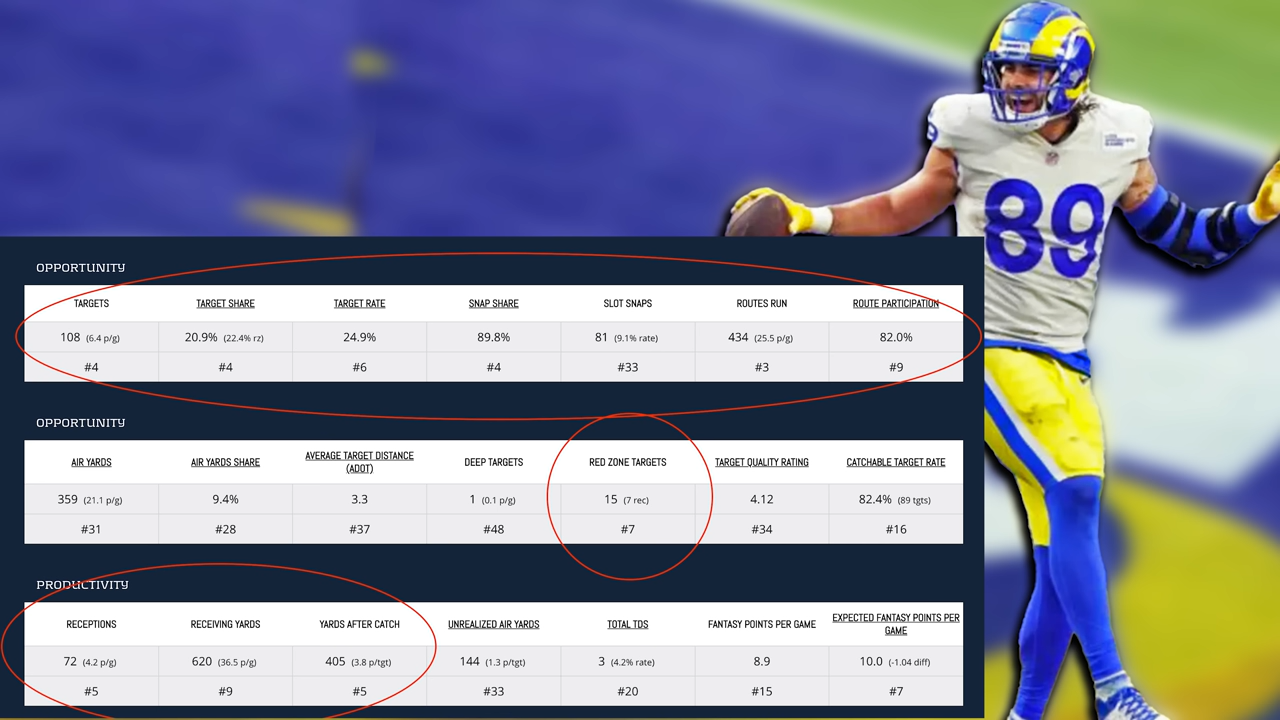 89
OPPORTUNITY
TARGETS TARGET SHARE TARGET RATE SNAP SHARE SLOT SNAPS ROUTES RUN ROUTE PARTICIPATION
108 (6.4 p/g) 20.9% (22.4% rz) 24.9% 89.8% 81 (9.1% rate) 434 (25.5 p/g) 82.0%
#4 #4 #6 #4 #33 #3 #9
OPPORTUNITY
AIR YARDS AIR YARDS SHARE AVERAGE TARGET DISTANCE (ADOT) DEEP TARGETS RED ZONE TARGETS TARGET QUALITY RATING CATCHABLE TARGET RATE
359 (21.1 p/g) 9.4% 3.3 1 (0.1 p/g) 15 (7 rec) 4.12 82.4% (89 tgts)
#31 #28 #37 #48 #7 #34 #16
PRODUCTIVITY
RECEPTIONS RECEIVING YARDS YARDS AFTER CATCH UNREALIZED AIR YARDS TOTAL TDS FANTASY POINTS PER GAME EXPECTED FANTASY POINTS PER GAME
72 (4.2 p/g) 620 (36.5 p/g) 405 (3.8 p/tgt) 144 (1.3 p/tgt) 3 (4.2% rate) 8.9 10.0 (-1.04 diff)
#5 #9 #5 #33 #20 #15 #7